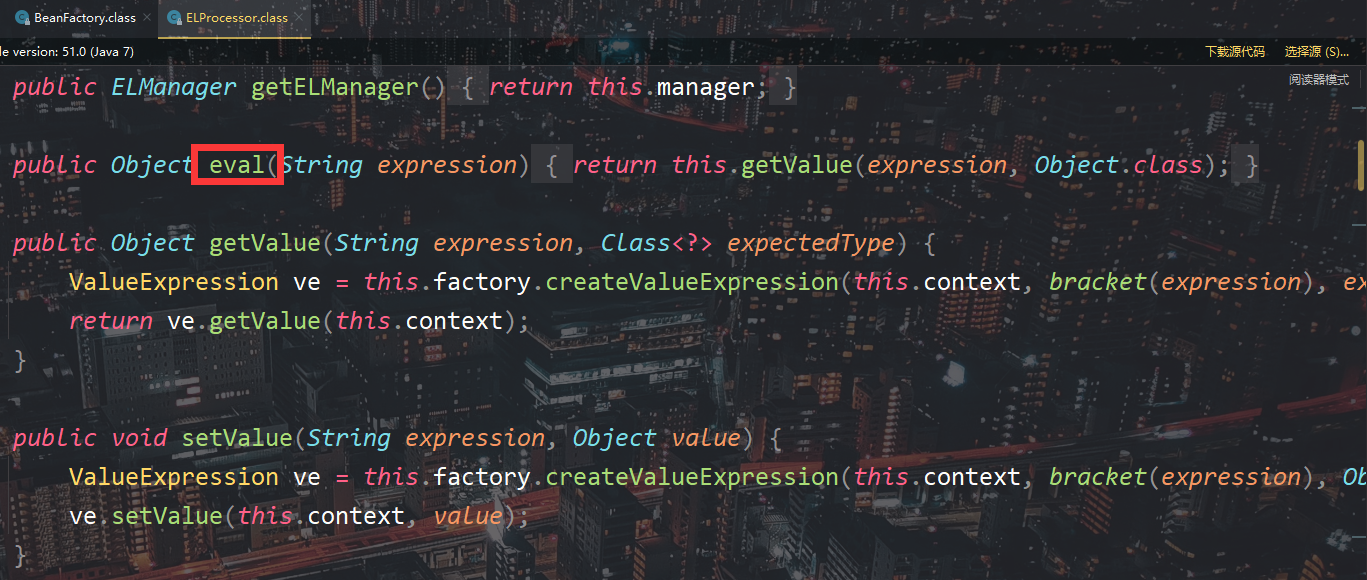 BeanFactory.class ELProcessor.class
le version: 51.0 (Java 7) 下载源代码 选择源 (S)...
阅读器模式
public ELManager getELManager() { return this.manager; }
public Object eval(String expression) { return this.getValue(expression, Object.class); }
public Object getValue(String expression, Class<?> expectedType) {
ValueExpression ve = this.factory.createValueExpression(this.context, bracket(expression), ex
return ve.getValue(this.context);
}
public void setValue(String expression, Object value) {
ValueExpression ve = this.factory.createValueExpression(this.context, bracket(expression), Ob
ve.setValue(this.context, value);
}